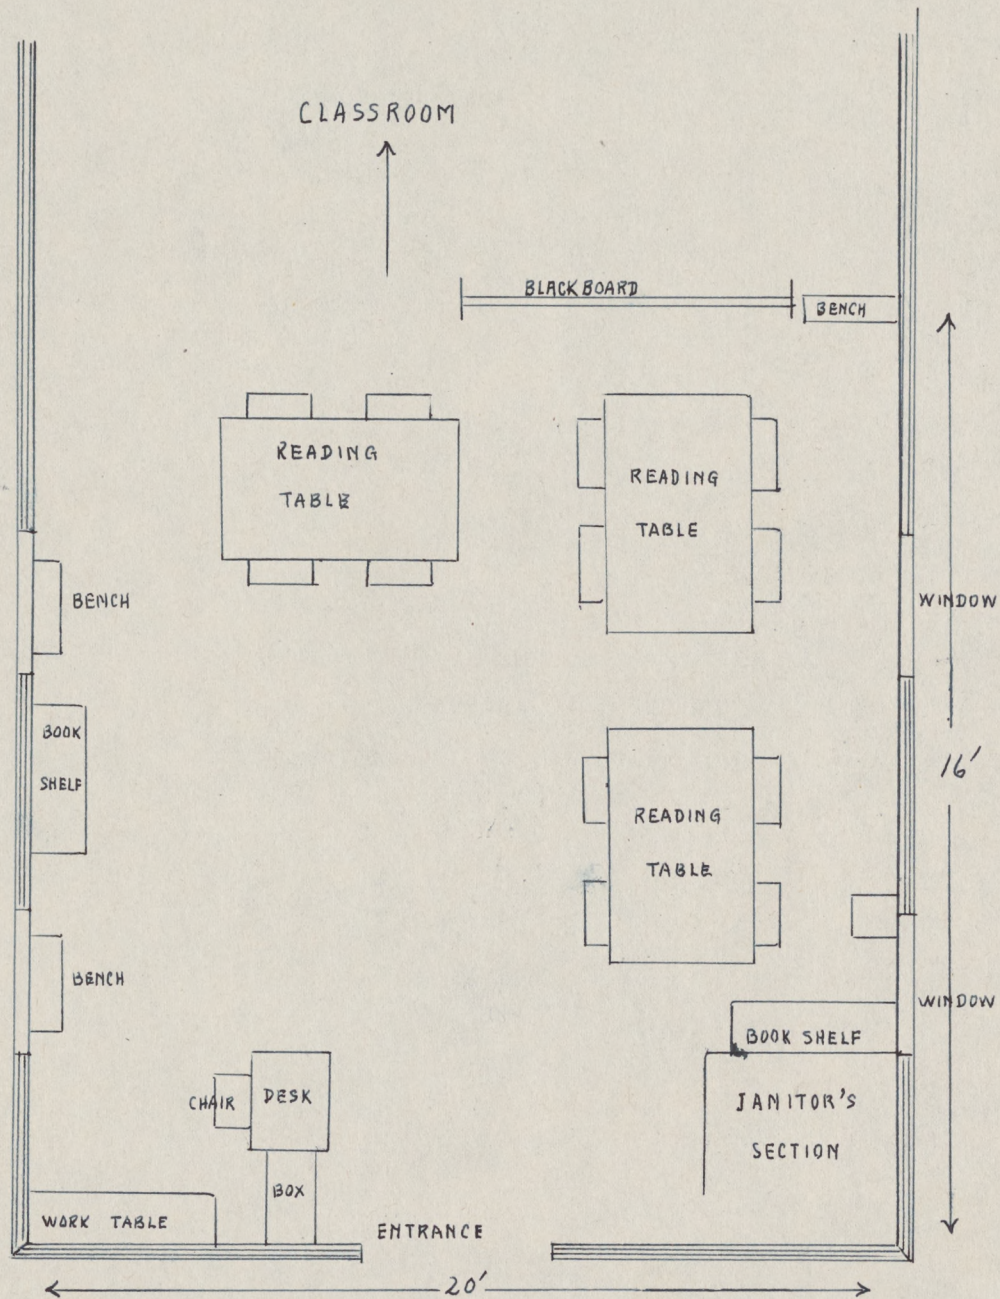 CLASSROOM
BLACKBOARD
BENCH
READING
TABLE
READING
TABLE
BENCH
WINDOW
BOOK
SHELF
16'
READING
TABLE
BENCH
WINDOW
BOOK SHELF
CHAIR
DESK
JANITOR'S
SECTION
BOX
WORK TABLE
ENTRANCE
20'